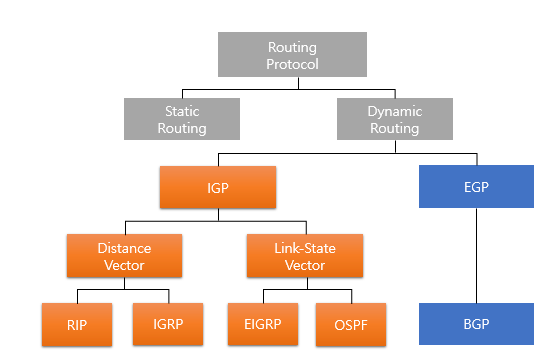 Routing
Protocol
Static
Routing
Dynamic
Routing
IGP
EGP
Distance
Vector
Link-State
Vector
RIP
IGRP
EIGRP
OSPF
BGP